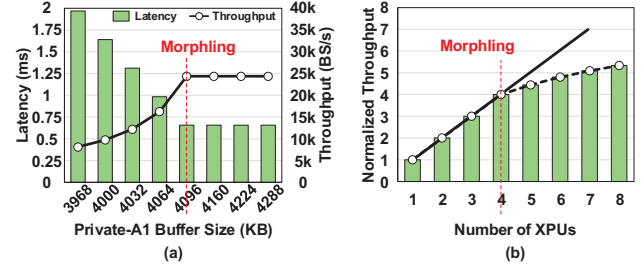 Latency Throughput
2
1.75
1.5
1.25
1
0.75
0.5
0.25
0
Latency (ms)
Morphling
40k
35k
30k
25k
20k
15k
10k
5k
0
Throughput (BS/s)
3968 4000 4032 4064 4096 4160 4224 4288
Private-A1 Buffer Size (KB)
(a)
Normalized Throughput
8
7
6
5
4
3
2
1
0
Morphling
1 2 3 4 5 6 7 8
Number of XPUs
(b)